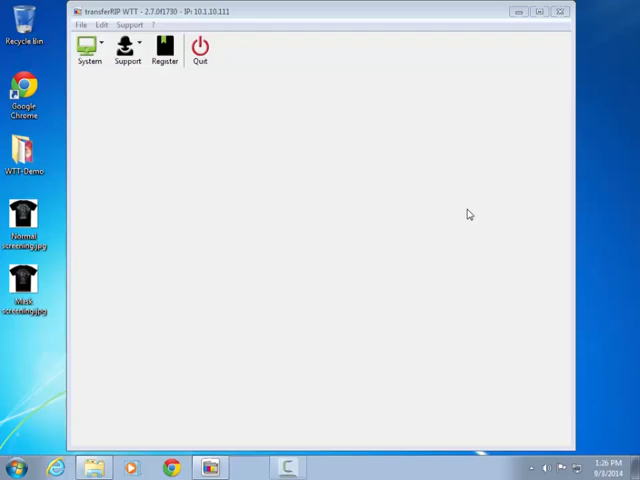 transferRIP WTT - 2.7.0f1730 - IP: 10.1.10.111
File Edit Support ?
System Support Register Quit
Recycle Bin
Google
Chrome
WTT-Demo
Normal
screening.jpg
Mask
screening.jpg
1:26 PM
9/3/2014